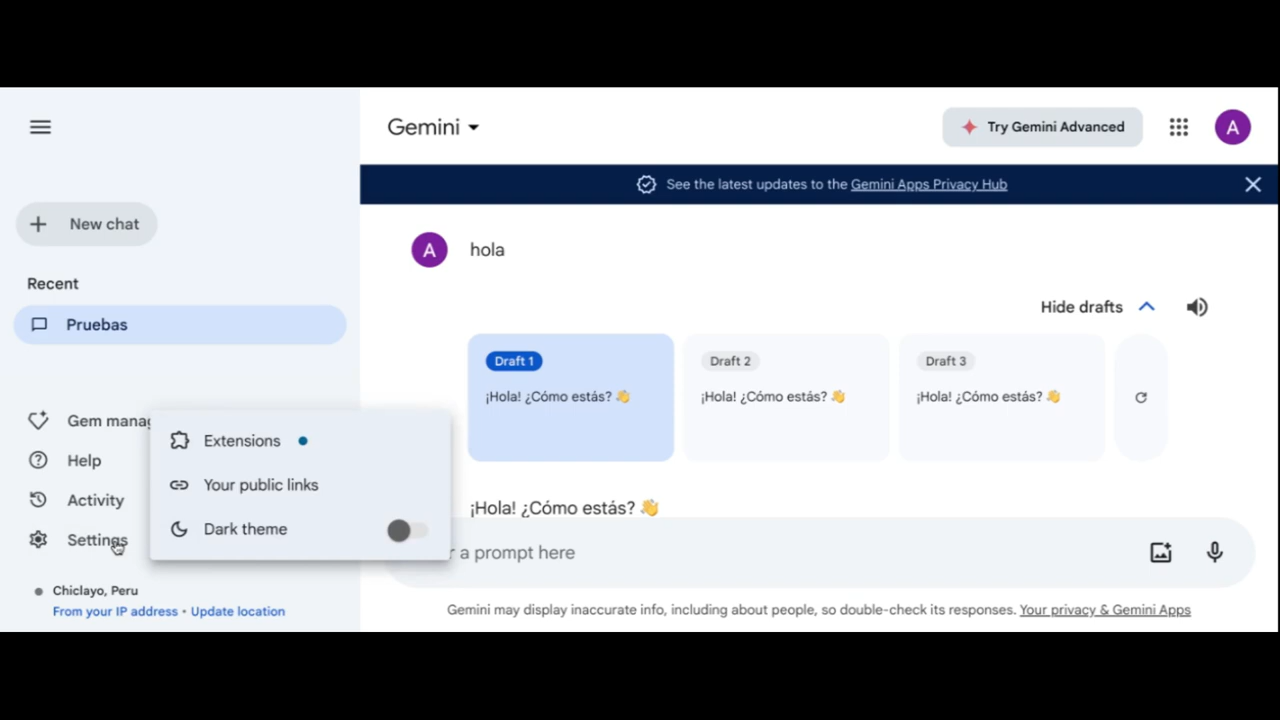 Gemini
Try Gemini Advanced
A
See the latest updates to the Gemini Apps Privacy Hub
New chat
Recent
Pruebas
Gem manag
Help
Activity
Settings
Chiclayo, Peru
From your IP address • Update location
Extensions
Your public links
Dark theme
A
hola
Hide drafts
Draft 1
¡Hola! ¿Cómo estás? 👋
Draft 2
¡Hola! ¿Cómo estás? 👋
Draft 3
¡Hola! ¿Cómo estás? 👋
¡Hola! ¿Cómo estás? 👋
r a prompt here
Gemini may display inaccurate info, including about people, so double-check its responses. Your privacy & Gemini Apps